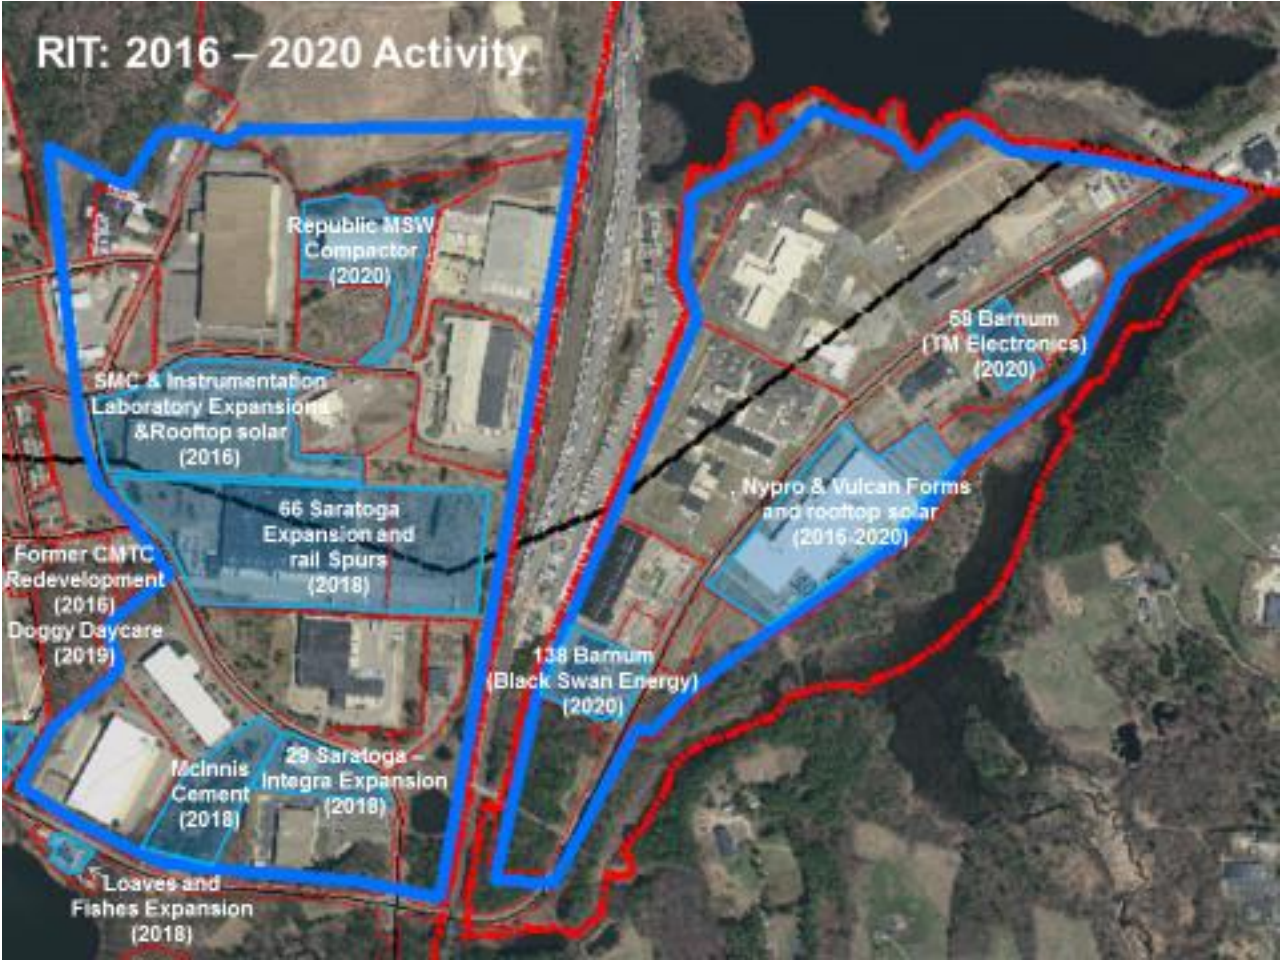 RIT: 2016 – 2020 Activity
Republic MSW
Compactor
(2020)
58 Barnum
(TM Electronics)
(2020)
SMC & Instrumentation
Laboratory Expansions
&Rooftop solar
(2016)
66 Saratoga
Expansion and
rail Spurs
(2018)
Nypro & Vulcan Forms
and rooftop solar
(2016-2020)
Former CMTC
Redevelopment
(2016)
Doggy Daycare
(2019)
138 Barnum
(Black Swan Energy)
(2020)
McInnis
Cement
(2018)
29 Saratoga –
Integra Expansion
(2018)
Loaves and
Fishes Expansion
(2018)